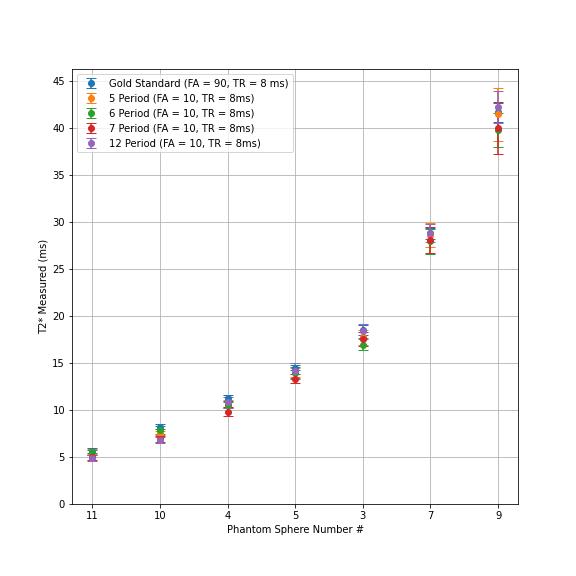 45
40
35
30
25
20
15
10
5
0
T2* Measured (ms)
Gold Standard (FA = 90, TR = 8 ms)
5 Period (FA = 10, TR = 8ms)
6 Period (FA = 10, TR = 8ms)
7 Period (FA = 10, TR = 8ms)
12 Period (FA = 10, TR = 8ms)
11 10 4 5 3 7 9
Phantom Sphere Number #